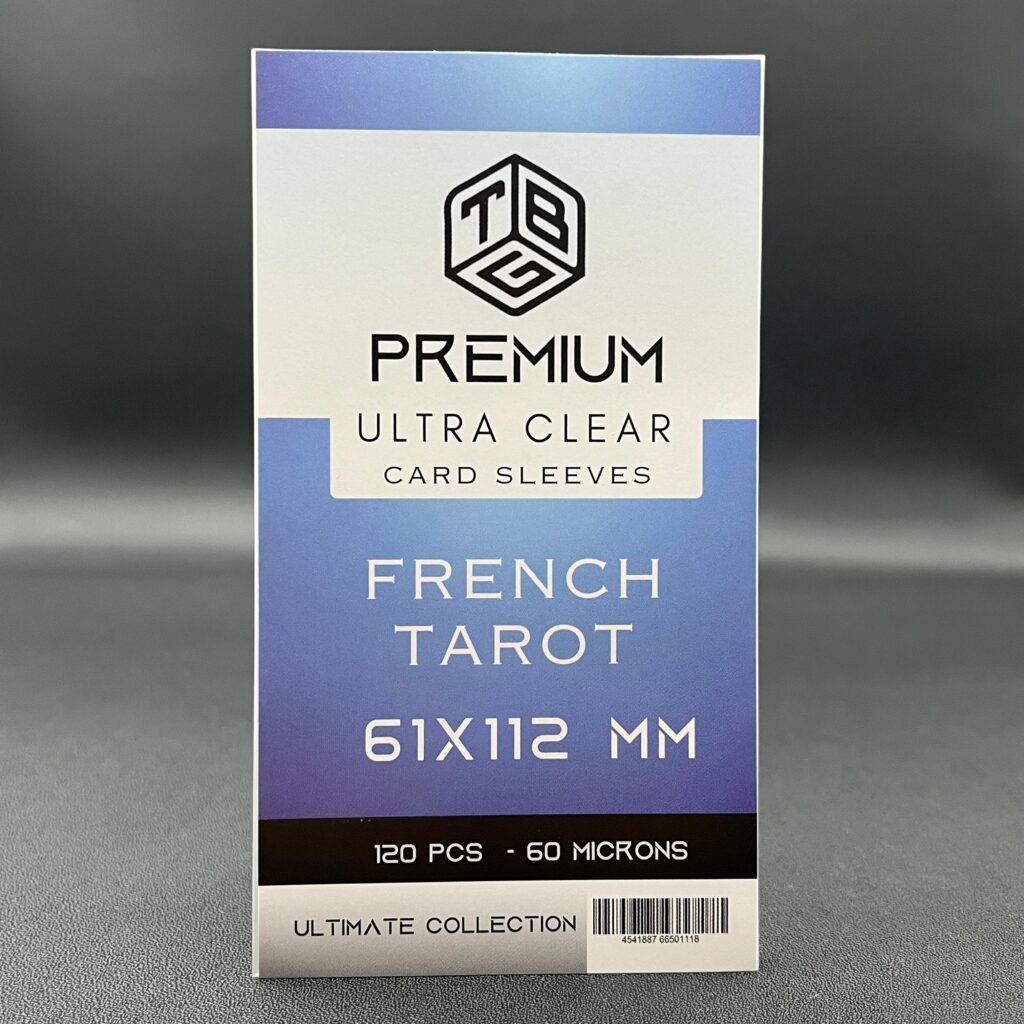 TBG
PREMIUM
ULTRA CLEAR
CARD SLEEVES
FRENCH
TAROT
61X112 MM
120 PCS - 60 MICRONS
ULTIMATE COLLECTION
4541887 66501118